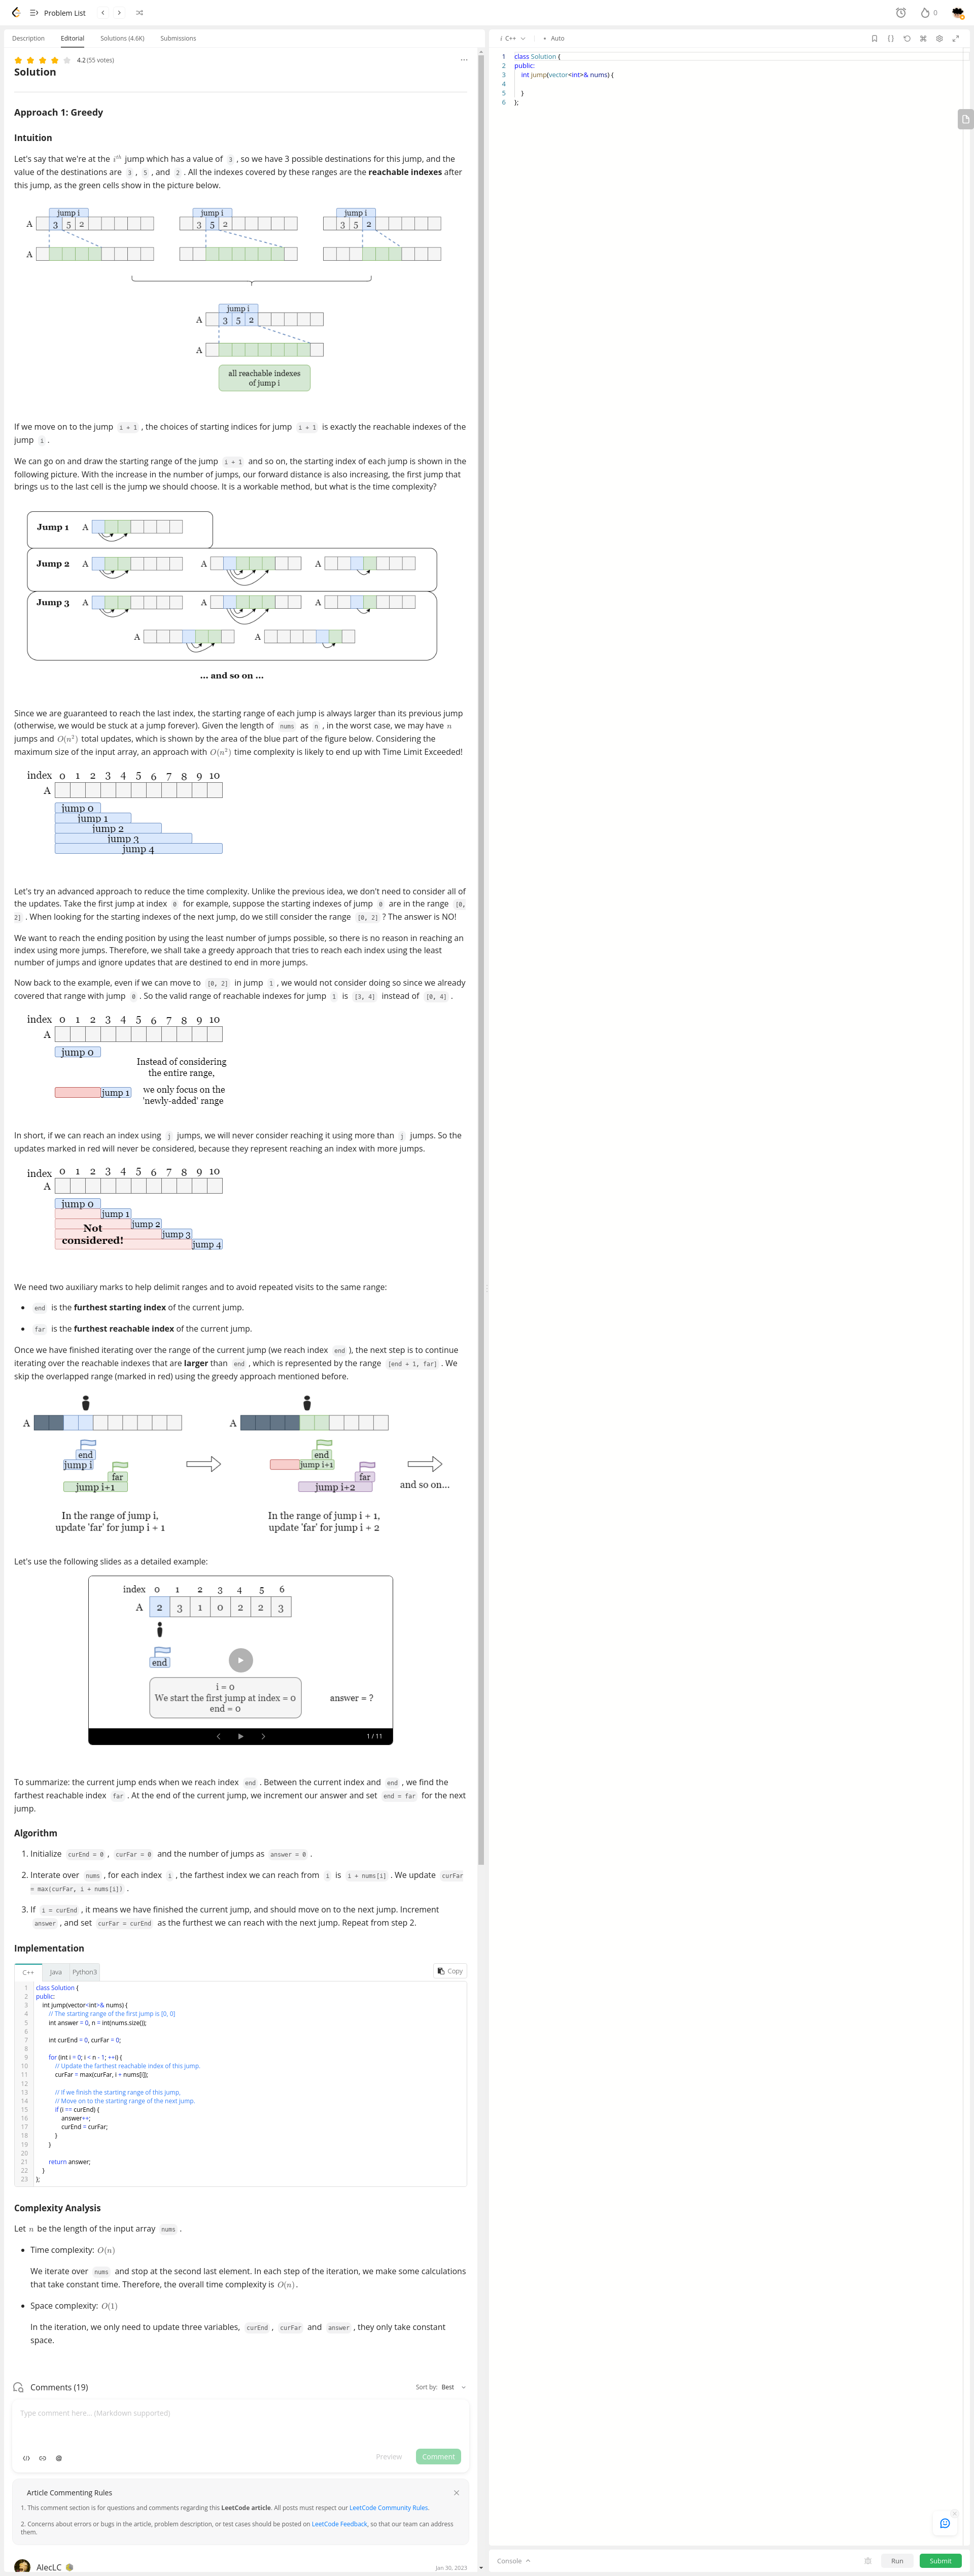 Problem List
0
Description Editorial Solutions (4.6K) Submissions
4.2 (55 votes)
Solution
Approach 1: Greedy
Intuition
Let's say that we're at the iᵗʰ jump which has a value of 3 , so we have 3 possible destinations for this jump, and the
value of the destinations are 3 , 5 , and 2 . All the indexes covered by these ranges are the reachable indexes after
this jump, as the green cells show in the picture below.
jump i jump i jump i
A 3 5 2 3 5 2 3 5 2
A
jump i
A 3 5 2
A
all reachable indexes
of jump i
If we move on to the jump i + 1 , the choices of starting indices for jump i + 1 is exactly the reachable indexes of the
jump i .
We can go on and draw the starting range of the jump i + 1 and so on, the starting index of each jump is shown in the
following picture. With the increase in the number of jumps, our forward distance is also increasing, the first jump that
brings us to the last cell is the jump we should choose. It is a workable method, but what is the time complexity?
Jump 1 A
Jump 2 A A A
Jump 3 A A A
A A
... and so on ...
Since we are guaranteed to reach the last index, the starting range of each jump is always larger than its previous jump
(otherwise, we would be stuck at a jump forever). Given the length of nums as n , in the worst case, we may have n
jumps and O(n²) total updates, which is shown by the area of the blue part of the figure below. Considering the
maximum size of the input array, an approach with O(n²) time complexity is likely to end up with Time Limit Exceeded!
index 0 1 2 3 4 5 6 7 8 9 10
A
jump 0
jump 1
jump 2
jump 3
jump 4
Let's try an advanced approach to reduce the time complexity. Unlike the previous idea, we don't need to consider all of
the updates. Take the first jump at index 0 for example, suppose the starting indexes of jump 0 are in the range [0,
2] . When looking for the starting indexes of the next jump, do we still consider the range [0, 2] ? The answer is NO!
We want to reach the ending position by using the least number of jumps possible, so there is no reason in reaching an
index using more jumps. Therefore, we shall take a greedy approach that tries to reach each index using the least
number of jumps and ignore updates that are destined to end in more jumps.
Now back to the example, even if we can move to [0, 2] in jump 1 , we would not consider doing so since we already
covered that range with jump 0 . So the valid range of reachable indexes for jump 1 is [3, 4] instead of [0, 4] .
index 0 1 2 3 4 5 6 7 8 9 10
A
jump 0
Instead of considering
the entire range,
jump 1 we only focus on the
'newly-added' range
In short, if we can reach an index using j jumps, we will never consider reaching it using more than j jumps. So the
updates marked in red will never be considered, because they represent reaching an index with more jumps.
index 0 1 2 3 4 5 6 7 8 9 10
A
jump 0
jump 1
Not jump 2
considered! jump 3
jump 4
We need two auxiliary marks to help delimit ranges and to avoid repeated visits to the same range:
• end is the furthest starting index of the current jump.
• far is the furthest reachable index of the current jump.
Once we have finished iterating over the range of the current jump (we reach index end ), the next step is to continue
iterating over the reachable indexes that are larger than end , which is represented by the range [end + 1, far] . We
skip the overlapped range (marked in red) using the greedy approach mentioned before.
A A
end end
jump i jump i+1
far far
jump i+1 jump i+2 and so on...
In the range of jump i, In the range of jump i + 1,
update 'far' for jump i + 1 update 'far' for jump i + 2
Let's use the following slides as a detailed example:
index 0 1 2 3 4 5 6
A 2 3 1 0 2 2 3
end
i = 0
We start the first jump at index = 0 answer = ?
end = 0
1 / 11
To summarize: the current jump ends when we reach index end . Between the current index and end , we find the
farthest reachable index far . At the end of the current jump, we increment our answer and set end = far for the next
jump.
Algorithm
1. Initialize curEnd = 0 , curFar = 0 and the number of jumps as answer = 0 .
2. Interate over nums , for each index i , the farthest index we can reach from i is i + nums[i] . We update curFar
= max(curFar, i + nums[i]) .
3. If i = curEnd , it means we have finished the current jump, and should move on to the next jump. Increment
answer , and set curFar = curEnd as the furthest we can reach with the next jump. Repeat from step 2.
Implementation
C++ Java Python3 Copy
1 class Solution {
2 public:
3 int jump(vector<int>& nums) {
4 // The starting range of the first jump is [0, 0]
5 int answer = 0, n = int(nums.size());
6
7 int curEnd = 0, curFar = 0;
8
9 for (int i = 0; i < n - 1; ++i) {
10 // Update the farthest reachable index of this jump.
11 curFar = max(curFar, i + nums[i]);
12
13 // If we finish the starting range of this jump,
14 // Move on to the starting range of the next jump.
15 if (i == curEnd) {
16 answer++;
17 curEnd = curFar;
18 }
19 }
20
21 return answer;
22 }
23 };
Complexity Analysis
Let n be the length of the input array nums .
• Time complexity: O(n)
We iterate over nums and stop at the second last element. In each step of the iteration, we make some calculations
that take constant time. Therefore, the overall time complexity is O(n).
• Space complexity: O(1)
In the iteration, we only need to update three variables, curEnd , curFar and answer , they only take constant
space.
Comments (19) Sort by: Best
Type comment here... (Markdown supported)
Preview Comment
Article Commenting Rules
1. This comment section is for questions and comments regarding this LeetCode article. All posts must respect our LeetCode Community Rules.
2. Concerns about errors or bugs in the article, problem description, or test cases should be posted on LeetCode Feedback, so that our team can address
them.
AlecLC Jan 30, 2023
i C++ • Auto
1 class Solution {
2 public:
3 int jump(vector<int>& nums) {
4
5 }
6 };
Console Run Submit